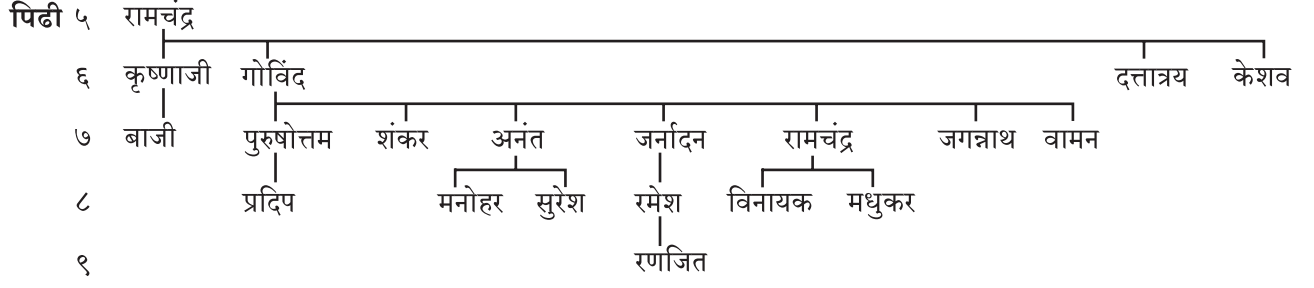 पिढी ५ रामचंद्र
६ कृष्णाजी गोविंद दत्तात्रय केशव
७ बाजी पुरुषोत्तम शंकर अनंत जर्नादन रामचंद्र जगन्नाथ वामन
८ प्रदिप मनोहर सुरेश रमेश विनायक मधुकर
९ रणजित